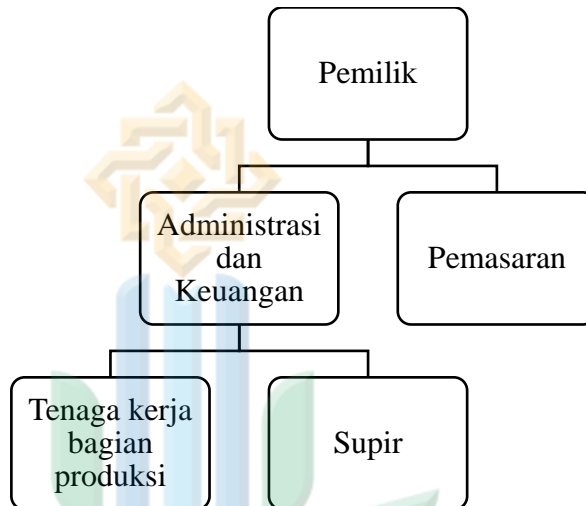 Pemilik
Administrasi
dan
Keuangan
Pemasaran
Tenaga kerja
bagian
produksi
Supir